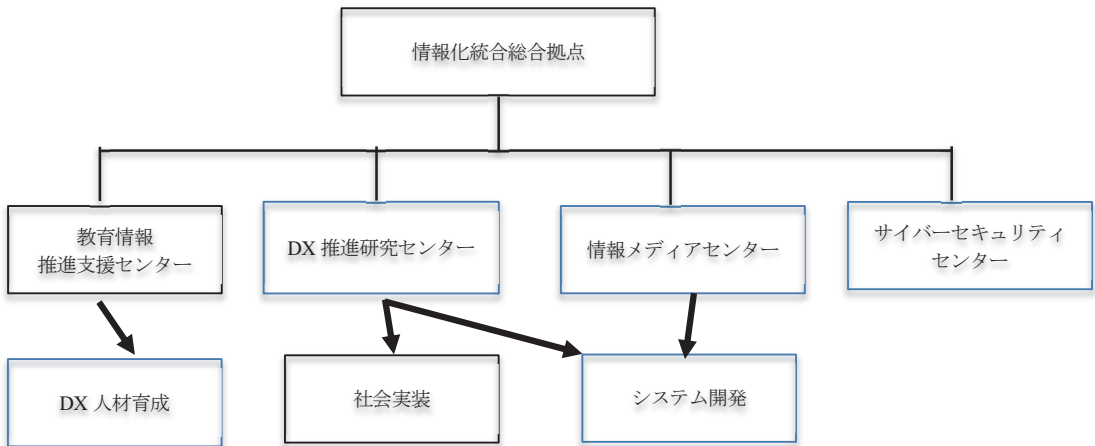 情報化統合総合拠点
教育情報
推進支援センター
DX 推進研究センター
情報メディアセンター
サイバーセキュリティ
センター
DX 人材育成
社会実装
システム開発